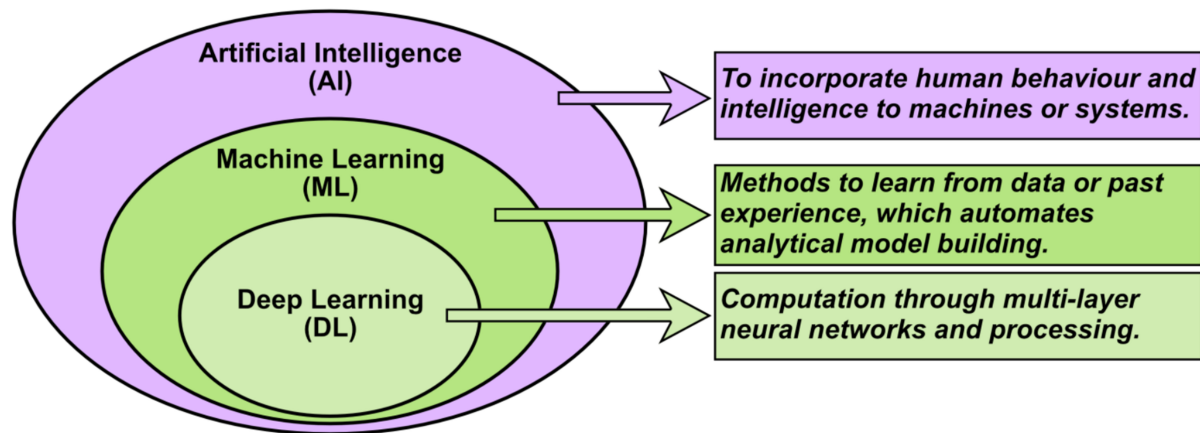 Artificial Intelligence
(AI)
To incorporate human behaviour and
intelligence to machines or systems.
Machine Learning
(ML)
Methods to learn from data or past
experience, which automates
analytical model building.
Deep Learning
(DL)
Computation through multi-layer
neural networks and processing.